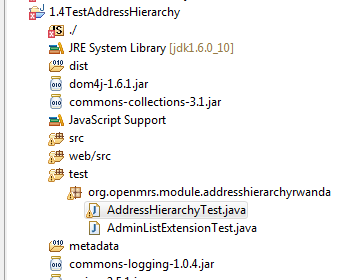 1.4TestAddressHierarchy
./
JRE System Library [jdk1.6.0_10]
dist
dom4j-1.6.1.jar
commons-collections-3.1.jar
JavaScript Support
src
web/src
test
org.openmrs.module.addresshierarchyrwanda
AddressHierarchyTest.java
AdminListExtensionTest.java
metadata
commons-logging-1.0.4.jar